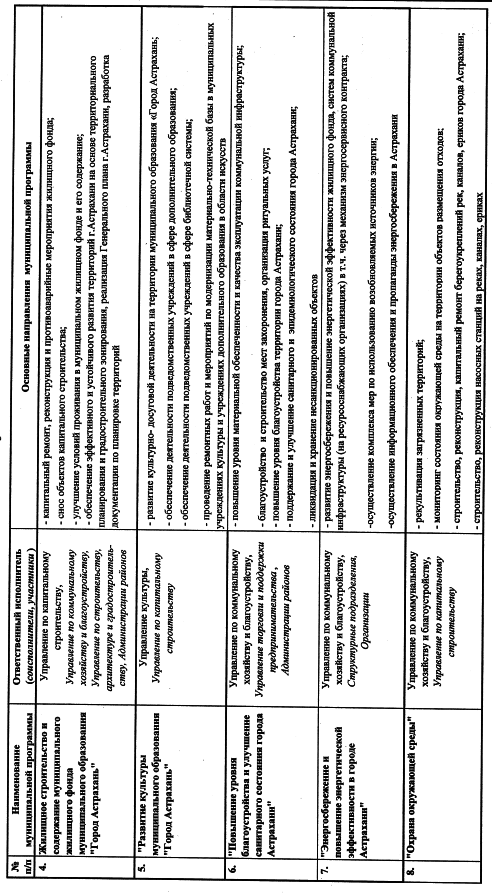 № п/п
Наименование муниципальной программы
Ответственный исполнитель
(соисполнители, участники)
Основные направления муниципальной программы
4.
"Жилищное строительство и
содержание муниципального
жилищного фонда
муниципального образования
"Город Астрахань"
Управление по капитальному
строительству,
Управление по коммунальному
хозяйству и благоустройству,
Управление по строительству,
архитектуре и градостроитель-
ству, Администрации районов
- капитальный ремонт, реконструкция и противоаварийные мероприятия жилищного фонда;
- снос объектов капитального строительства;
- улучшение условий проживания в муниципальном жилищном фонде и его содержание;
- обеспечение эффективного и устойчивого развития территорий г.Астрахани на основе территориального
планирования и градостроительного зонирования, реализация Генерального плана г.Астрахани, разработка
документации по планировке территорий
5.
"Развитие культуры
муниципального образования
"Город Астрахань"
Управление культуры,
Управление по капитальному
строительству
- развитие культурно- досуговой деятельности на территории муниципального образования «Город Астрахань;
- обеспечение деятельности подведомственных учреждений в сфере дополнительного образования;
- обеспечение деятельности подведомственных учреждений в сфере библиотечной системы;
- проведение ремонтных работ и мероприятий по модернизации материально-технической базы в муниципальных
учреждениях культуры и учреждениях дополнительного образования в области искусств
6.
"Повышение уровня
благоустройства и улучшение
санитарного состояния города
Астрахани"
Управление по коммунальному
хозяйству и благоустройству,
Управление торговли и поддержки
предпринимательства,
Администрации районов
- повышение уровня материальной обеспеченности и качества эксплуатации коммунальной инфраструктуры;
- благоустройство и строительство мест захоронения, организация ритуальных услуг;
- повышение уровня благоустройства территории города Астрахани;
- поддержание и улучшение санитарного и эпидемиологического состояния города Астрахани;
- ликвидация и хранение несанкционированных объектов
7.
"Энергосбережение и
повышение энергетической
эффективности в городе
Астрахани"
Управление по коммунальному
хозяйству и благоустройству,
Структурные подразделения,
Организации
- развитие энергосбережения и повышение энергетической эффективности жилищного фонда, систем коммунальной
инфраструктуры (на ресурсоснабжающих организациях) в т.ч. через механизм энергосервисного контракта;
-осуществление комплекса мер по использованию возобновляемых источников энергии;
-осуществление информационного обеспечения и пропаганды энергосбережения в Астрахани
8.
"Охрана окружающей среды"
Управление по коммунальному
хозяйству и благоустройству,
Управление по капитальному
строительству
- рекультивация загрязненных территорий;
- мониторинг состояния окружающей среды на территории объектов размещения отходов;
- строительство, реконструкция, капитальный ремонт берегоукреплений рек, каналов, ериков города Астрахани;
- строительство, реконструкция насосных станций на реках, каналах, ериках